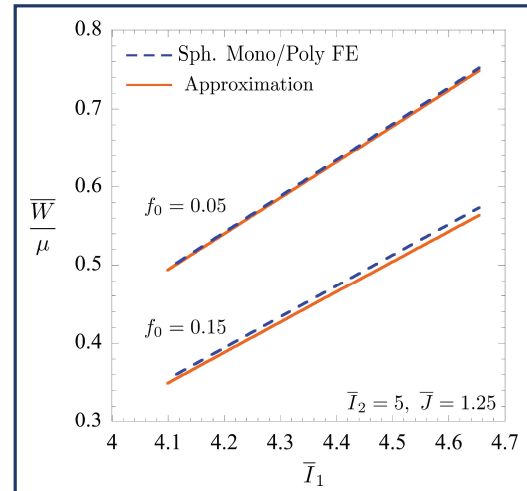 0.8
Sph. Mono/Poly FE
Approximation
0.7
0.6
f₀ = 0.05
W̅
μ
0.5
0.4
f₀ = 0.15
I̅₂ = 5, J̅ = 1.25
0.3
4 4.1 4.2 4.3 4.4 4.5 4.6 4.7
I̅₁